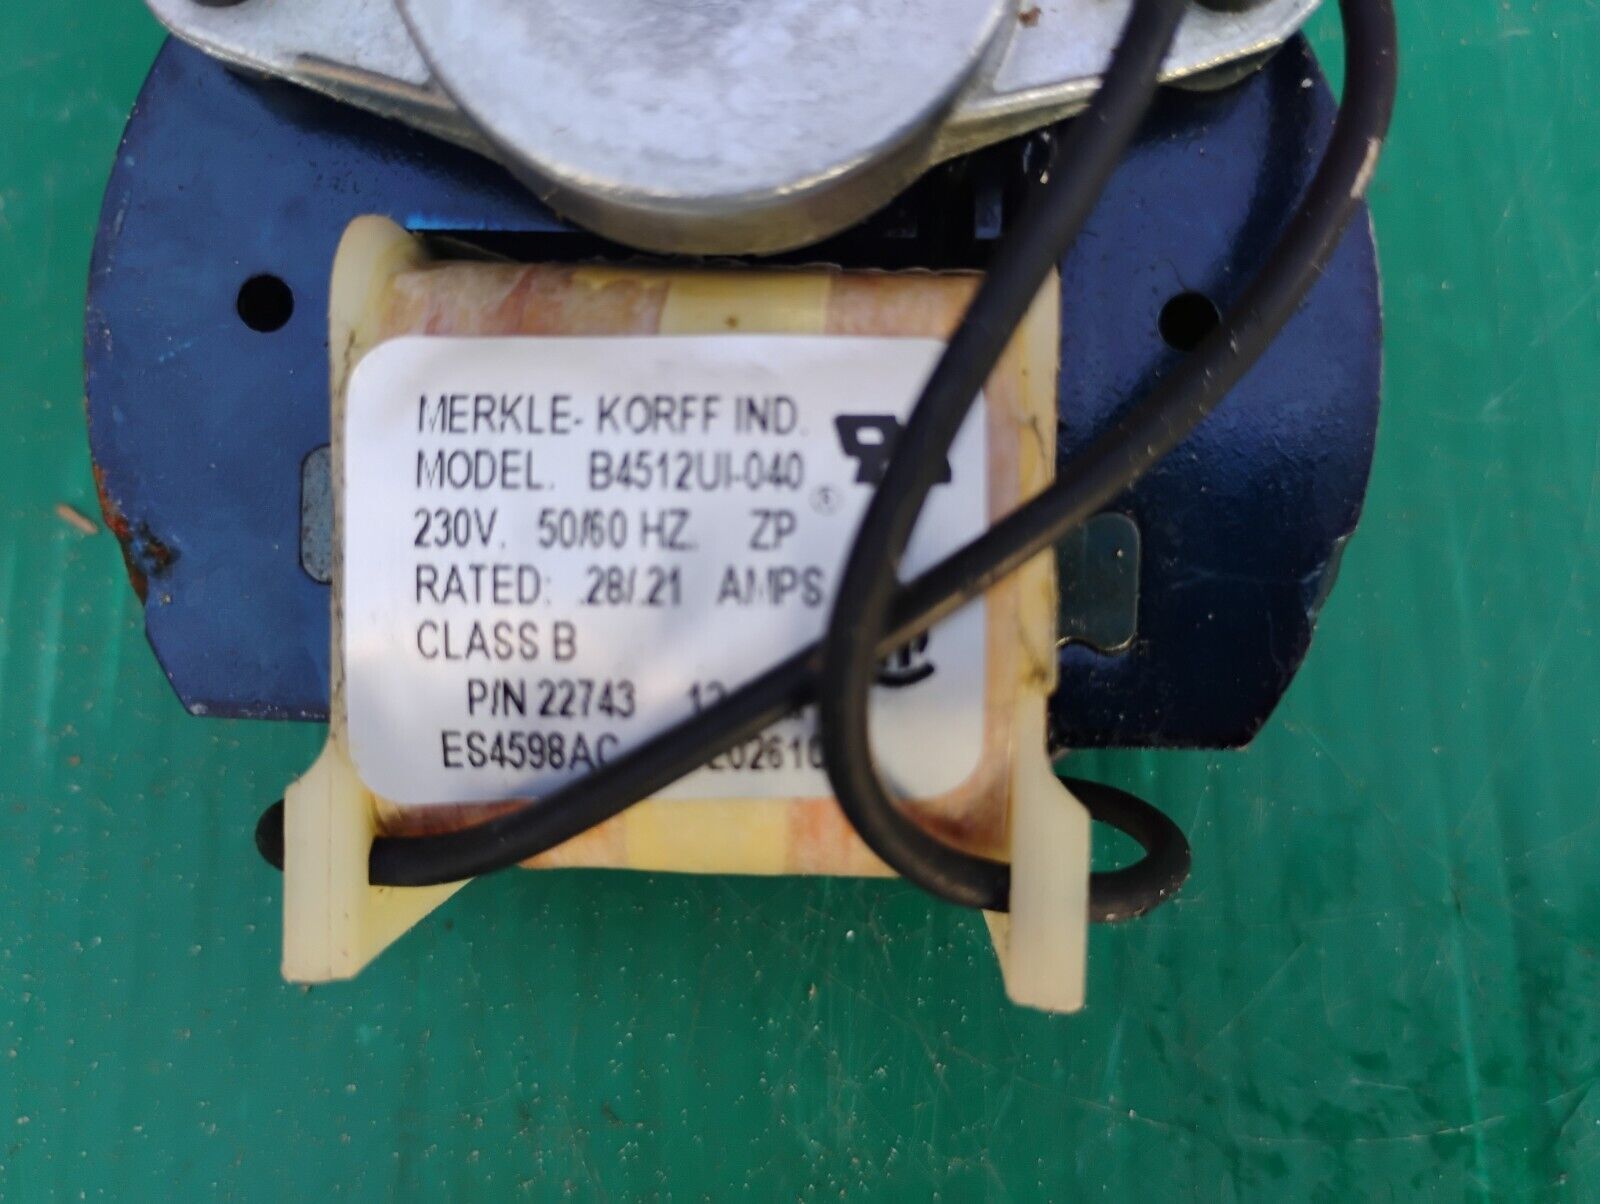 MERKLE- KORFF IND.
MODEL. B4512UI-040
230V. 50/60 HZ. ZP
RATED: .28/.21 AMPS
CLASS B
P/N 22743
ES4598AC